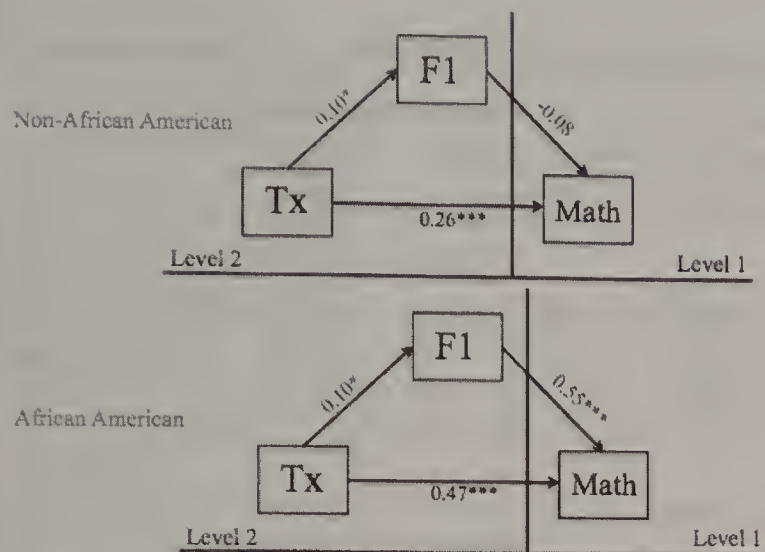 F1
0.10*
-0.08
Non-African American
Tx
Math
0.26***
Level 2
Level 1
F1
0.10*
0.55***
African American
Tx
Math
0.47***
Level 2
Level 1